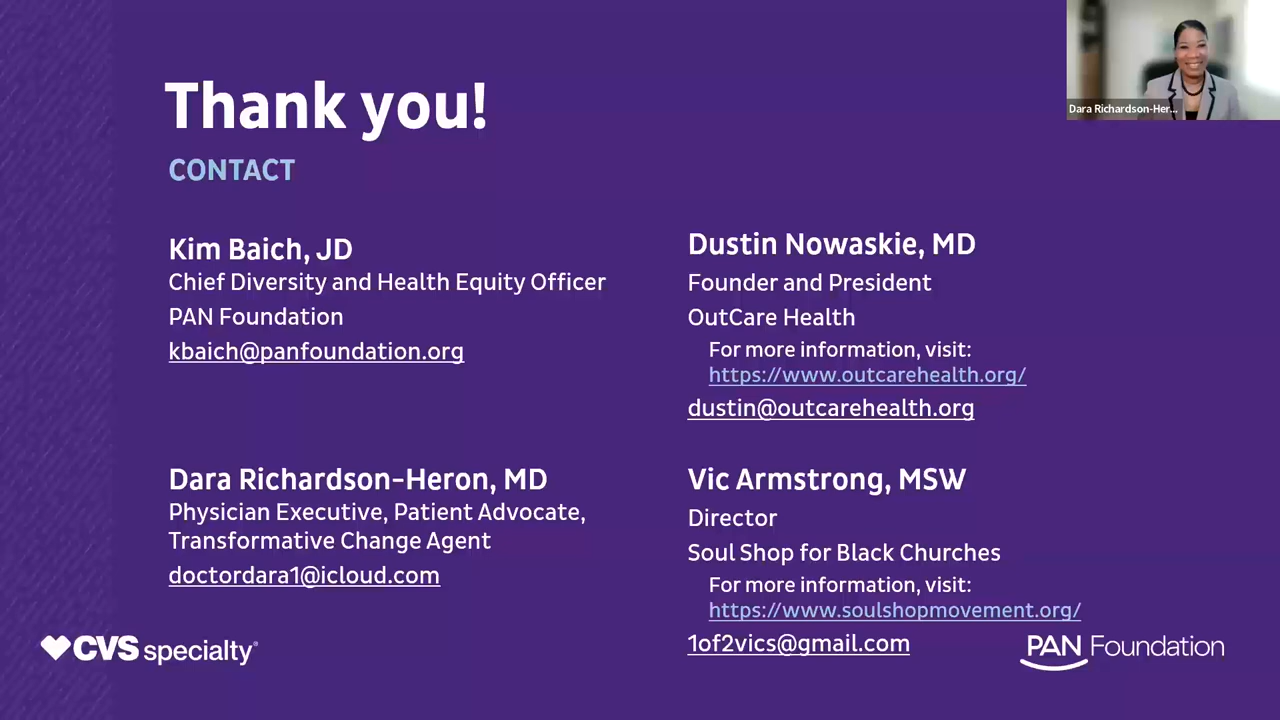 Thank you!
CONTACT
Kim Baich, JD
Chief Diversity and Health Equity Officer
PAN Foundation
kbaich@panfoundation.org
Dustin Nowaskie, MD
Founder and President
OutCare Health
For more information, visit:
https://www.outcarehealth.org/
dustin@outcarehealth.org
Dara Richardson-Heron, MD
Physician Executive, Patient Advocate,
Transformative Change Agent
doctordara1@icloud.com
Vic Armstrong, MSW
Director
Soul Shop for Black Churches
For more information, visit:
https://www.soulshopmovement.org/
1of2vics@gmail.com
CVS specialty®
PAN Foundation
Dara Richardson-Her...